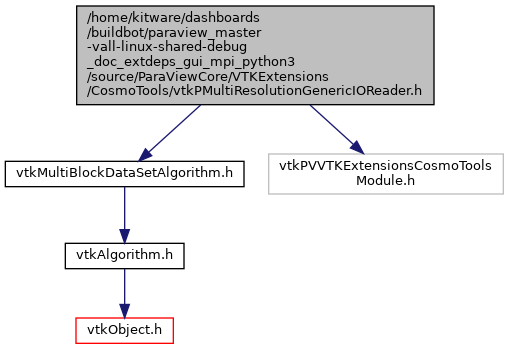 /home/kitware/dashboards
/buildbot/paraview_master
-vall-linux-shared-debug
_doc_extdeps_gui_mpi_python3
/source/ParaViewCore/VTKExtensions
/CosmoTools/vtkPMultiResolutionGenericIOReader.h
vtkMultiBlockDataSetAlgorithm.h
vtkPVVTKExtensionsCosmoTools
Module.h
vtkAlgorithm.h
vtkObject.h